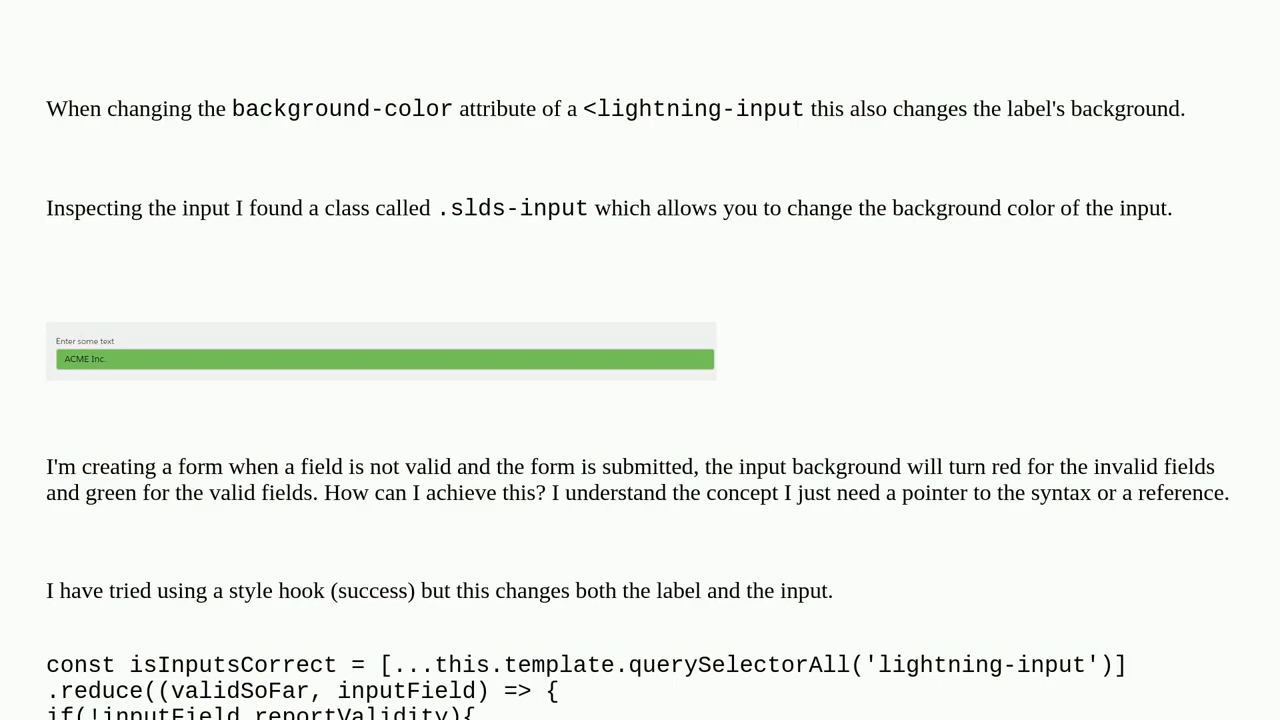 When changing the background-color attribute of a <lightning-input this also changes the label's background.
Inspecting the input I found a class called .slds-input which allows you to change the background color of the input.
Enter some text
ACME Inc.
I'm creating a form when a field is not valid and the form is submitted, the input background will turn red for the invalid fields
and green for the valid fields. How can I achieve this? I understand the concept I just need a pointer to the syntax or a reference.
I have tried using a style hook (success) but this changes both the label and the input.
const isInputsCorrect = [...this.template.querySelectorAll('lightning-input')]
.reduce((validSoFar, inputField) => {
if(!inputField.reportValidity){